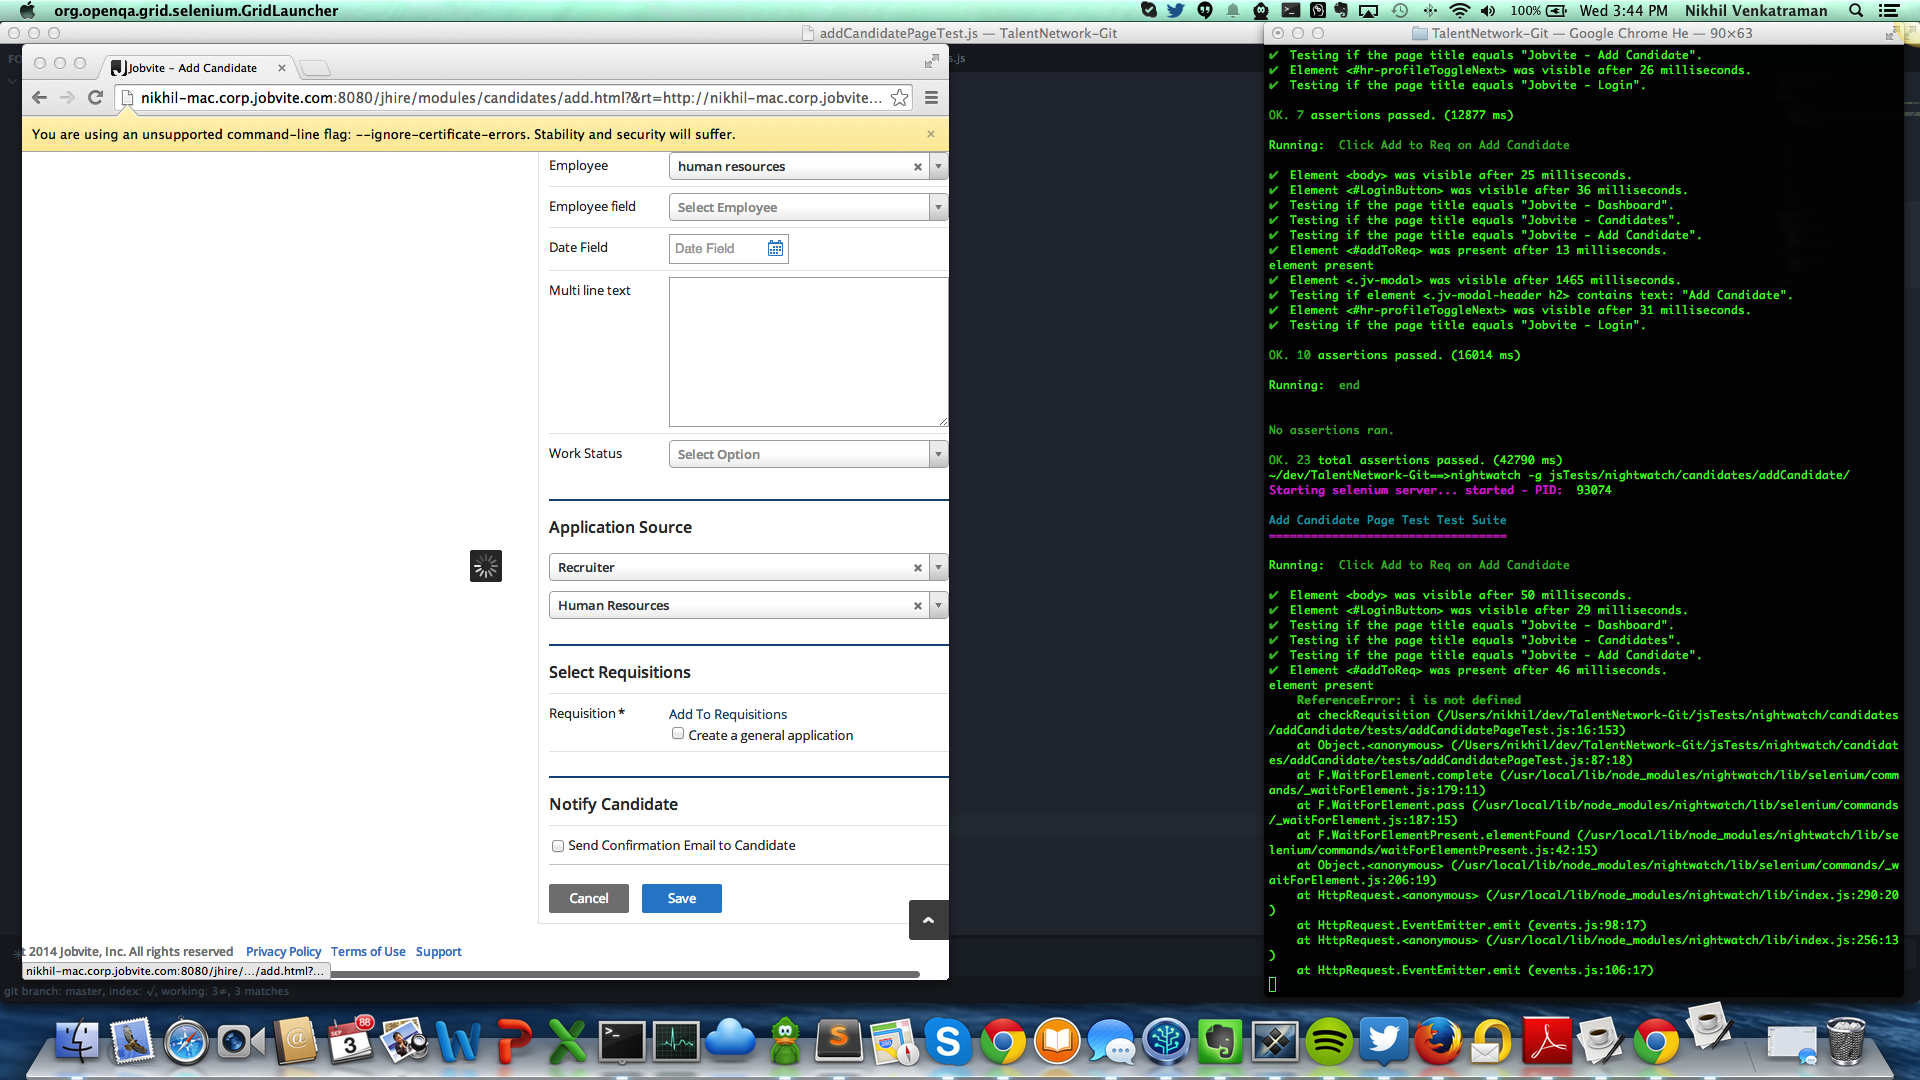 org.openqa.grid.selenium.GridLauncher
100%
Wed 3:44 PM
Nikhil Venkatraman
addCandidatePageTest.js — TalentNetwork-Git
TalentNetwork-Git — Google Chrome He — 90×63
Jobvite - Add Candidate
nikhil-mac.corp.jobvite.com:8080/jhire/modules/candidates/add.html?&rt=http://nikhil-mac.corp.jobvite...
You are using an unsupported command-line flag: --ignore-certificate-errors. Stability and security will suffer.
Employee
human resources
Employee field
Select Employee
Date Field
Date Field
Multi line text
Work Status
Select Option
Application Source
Recruiter
Human Resources
Select Requisitions
Requisition *
Add To Requisitions
Create a general application
Notify Candidate
Send Confirmation Email to Candidate
Cancel
Save
t 2014 Jobvite, Inc. All rights reserved
Privacy Policy
Terms of Use
Support
nikhil-mac.corp.jobvite.com:8080/jhire/.../add.html?...
git branch: master, index: √, working: 3≠, 3 matches
✔ Testing if the page title equals "Jobvite - Add Candidate".
✔ Element <#hr-profileToggleNext> was visible after 26 milliseconds.
✔ Testing if the page title equals "Jobvite - Login".
OK. 7 assertions passed. (12877 ms)
Running: Click Add to Req on Add Candidate
✔ Element <body> was visible after 25 milliseconds.
✔ Element <#LoginButton> was visible after 36 milliseconds.
✔ Testing if the page title equals "Jobvite - Dashboard".
✔ Testing if the page title equals "Jobvite - Candidates".
✔ Testing if the page title equals "Jobvite - Add Candidate".
✔ Element <#addToReq> was present after 13 milliseconds.
element present
✔ Element <.jv-modal> was visible after 1465 milliseconds.
✔ Testing if element <.jv-modal-header h2> contains text: "Add Candidate".
✔ Element <#hr-profileToggleNext> was visible after 31 milliseconds.
✔ Testing if the page title equals "Jobvite - Login".
OK. 10 assertions passed. (16014 ms)
Running: end
No assertions ran.
OK. 23 total assertions passed. (42790 ms)
~/dev/TalentNetwork-Git==>nightwatch -g jsTests/nightwatch/candidates/addCandidate/
Starting selenium server... started - PID: 93074
Add Candidate Page Test Test Suite
==================================
Running: Click Add to Req on Add Candidate
✔ Element <body> was visible after 50 milliseconds.
✔ Element <#LoginButton> was visible after 29 milliseconds.
✔ Testing if the page title equals "Jobvite - Dashboard".
✔ Testing if the page title equals "Jobvite - Candidates".
✔ Testing if the page title equals "Jobvite - Add Candidate".
✔ Element <#addToReq> was present after 46 milliseconds.
element present
ReferenceError: i is not defined
at checkRequisition (/Users/nikhil/dev/TalentNetwork-Git/jsTests/nightwatch/candidates
/addCandidate/tests/addCandidatePageTest.js:16:153)
at Object.<anonymous> (/Users/nikhil/dev/TalentNetwork-Git/jsTests/nightwatch/candidat
es/addCandidate/tests/addCandidatePageTest.js:87:18)
at F.WaitForElement.complete (/usr/local/lib/node_modules/nightwatch/lib/selenium/comm
ands/_waitForElement.js:179:11)
at F.WaitForElement.pass (/usr/local/lib/node_modules/nightwatch/lib/selenium/commands
/_waitForElement.js:187:15)
at F.WaitForElementPresent.elementFound (/usr/local/lib/node_modules/nightwatch/lib/se
lenium/commands/waitForElementPresent.js:42:15)
at Object.<anonymous> (/usr/local/lib/node_modules/nightwatch/lib/selenium/commands/_w
aitForElement.js:206:19)
at HttpRequest.<anonymous> (/usr/local/lib/node_modules/nightwatch/lib/index.js:290:20
)
at HttpRequest.EventEmitter.emit (events.js:98:17)
at HttpRequest.<anonymous> (/usr/local/lib/node_modules/nightwatch/lib/index.js:256:13
)
at HttpRequest.EventEmitter.emit (events.js:106:17)
SEP
3
88